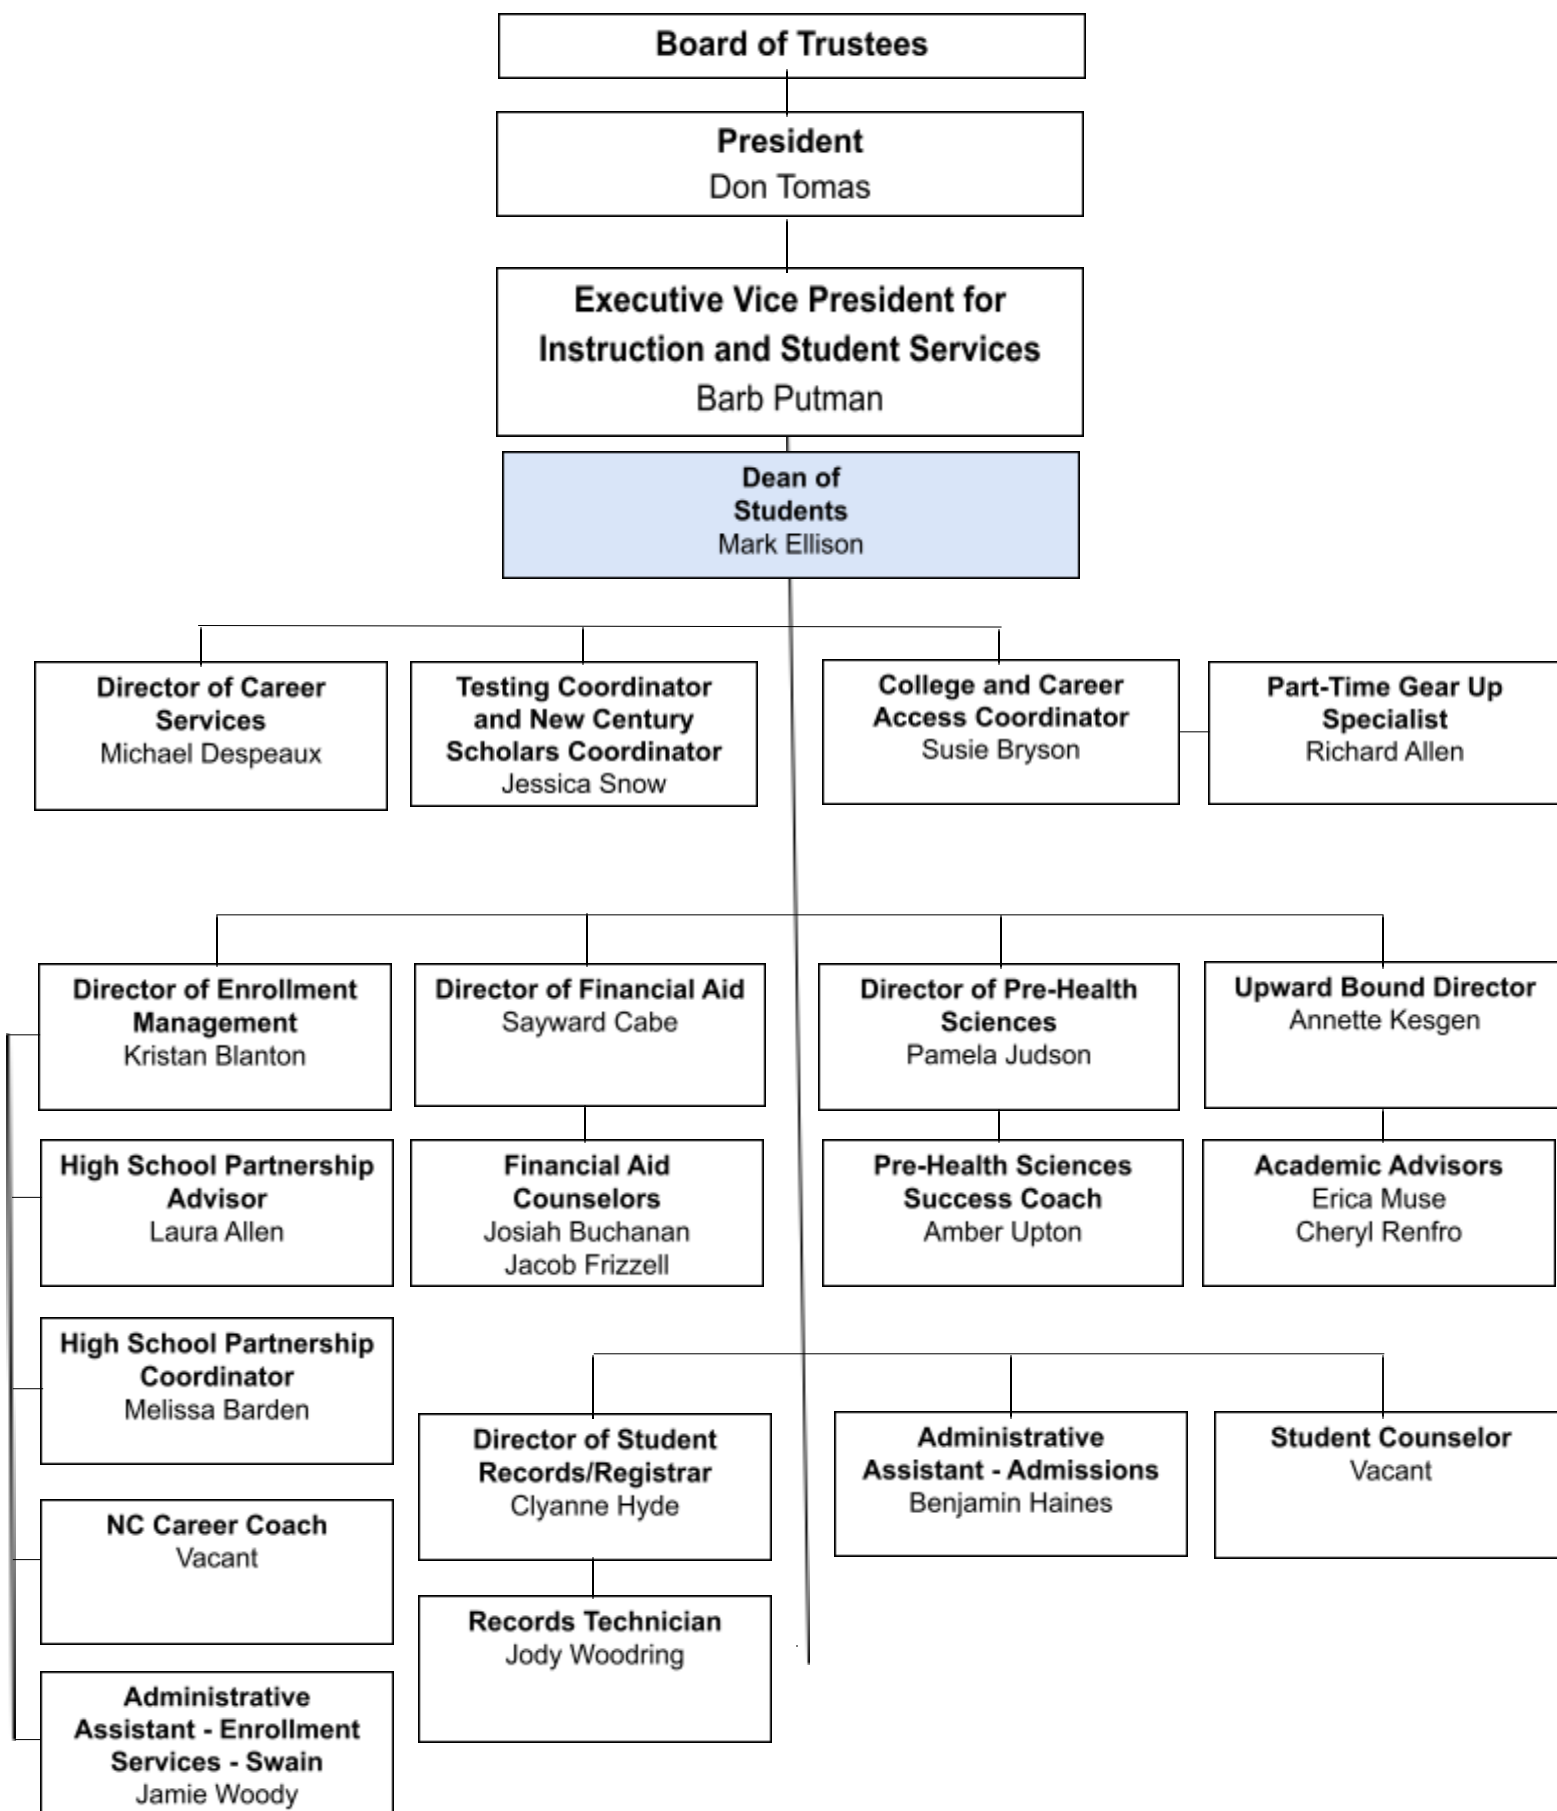 Board of Trustees
President
Don Tomas
Executive Vice President for
Instruction and Student Services
Barb Putman
Dean of
Students
Mark Ellison
Director of Career
Services
Michael Despeaux
Testing Coordinator
and New Century
Scholars Coordinator
Jessica Snow
College and Career
Access Coordinator
Susie Bryson
Part-Time Gear Up
Specialist
Richard Allen
Director of Enrollment
Management
Kristan Blanton
Director of Financial Aid
Sayward Cabe
Director of Pre-Health
Sciences
Pamela Judson
Upward Bound Director
Annette Kesgen
High School Partnership
Advisor
Laura Allen
Financial Aid
Counselors
Josiah Buchanan
Jacob Frizzell
Pre-Health Sciences
Success Coach
Amber Upton
Academic Advisors
Erica Muse
Cheryl Renfro
High School Partnership
Coordinator
Melissa Barden
Director of Student
Records/Registrar
Clyanne Hyde
Administrative
Assistant - Admissions
Benjamin Haines
Student Counselor
Vacant
NC Career Coach
Vacant
Records Technician
Jody Woodring
Administrative
Assistant - Enrollment
Services - Swain
Jamie Woody